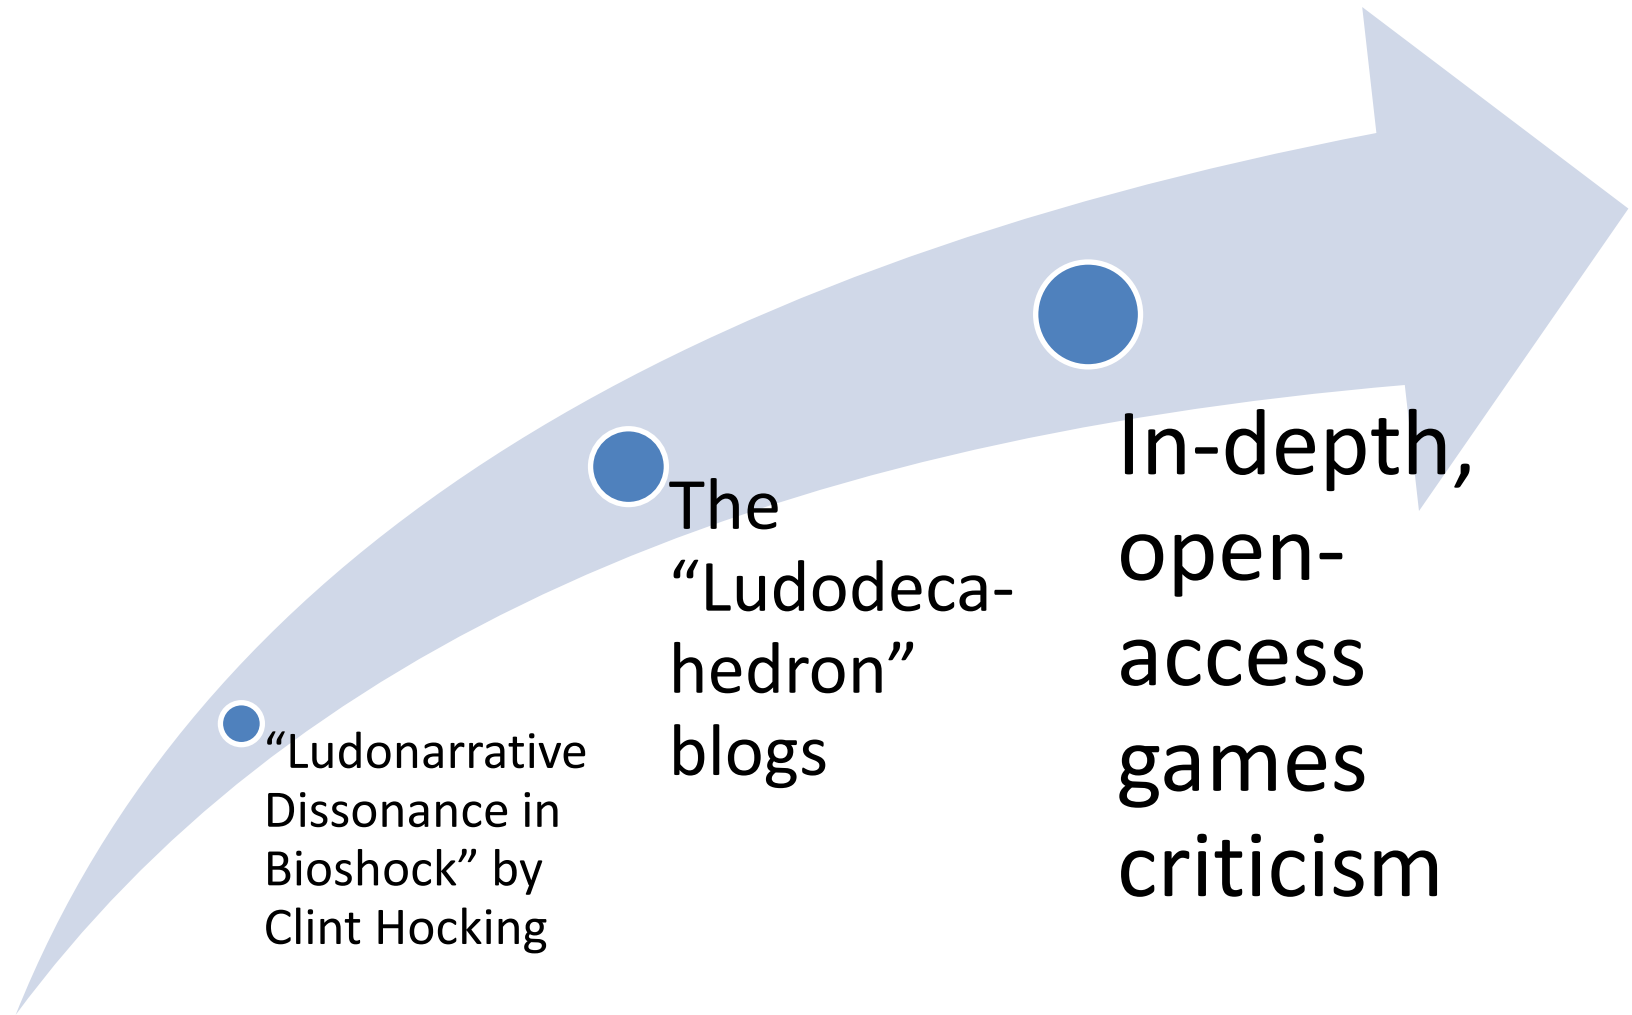 “Ludonarrative
Dissonance in
Bioshock” by
Clint Hocking
The
“Ludodeca-
hedron”
blogs
In-depth,
open-
access
games
criticism